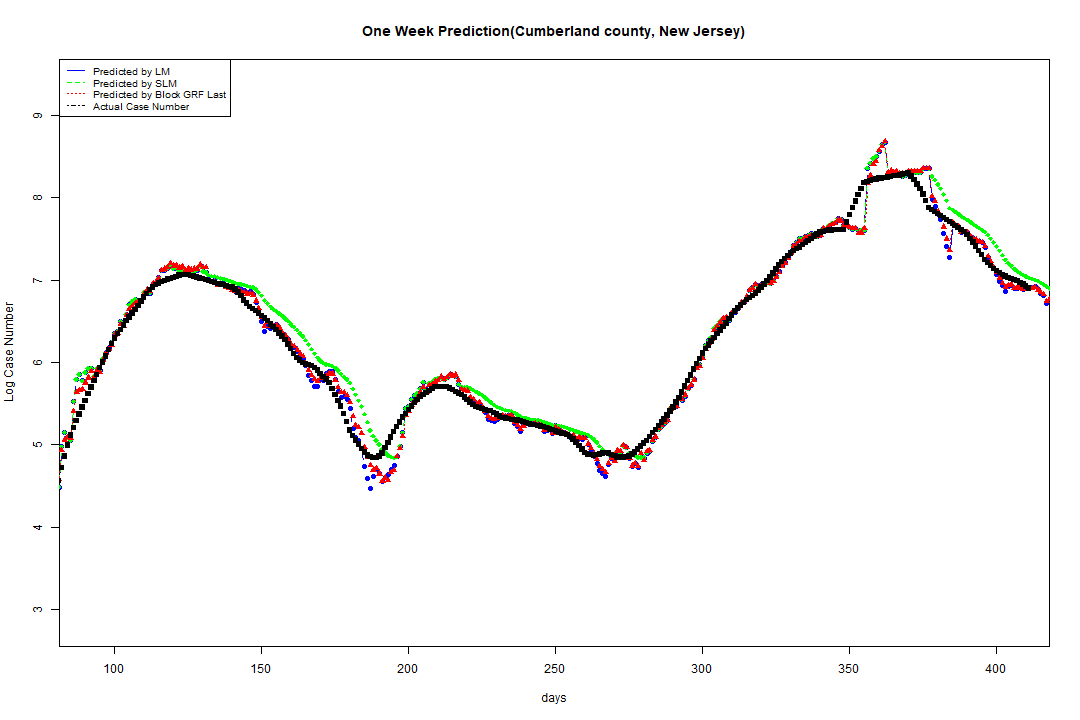 One Week Prediction(Cumberland county, New Jersey)
Predicted by LM
Predicted by SLM
Predicted by Block GRF Last
Actual Case Number
Log Case Number
9
8
7
6
5
4
3
100 150 200 250 300 350 400
days